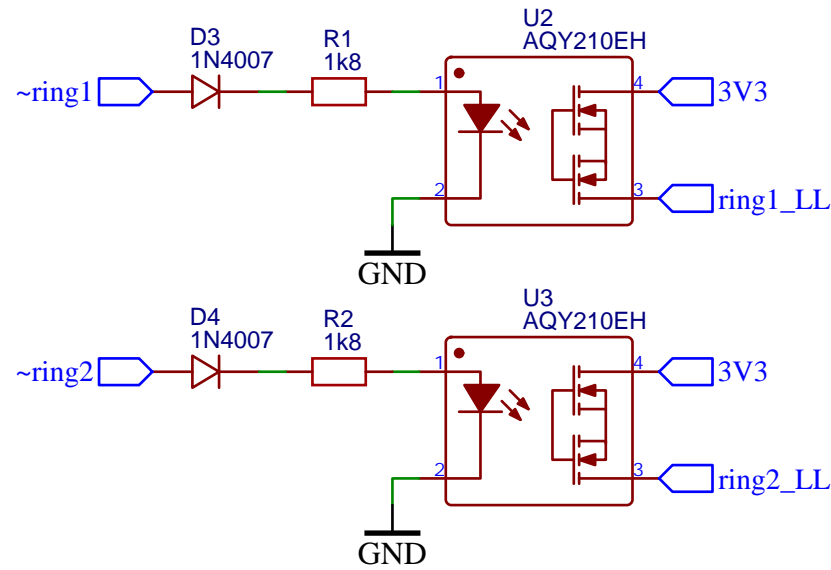 U2
AQY210EH
D3
1N4007
R1
1k8
~ring1
1
4
3V3
2
3
ring1_LL
GND
U3
AQY210EH
D4
1N4007
R2
1k8
~ring2
1
4
3V3
2
3
ring2_LL
GND